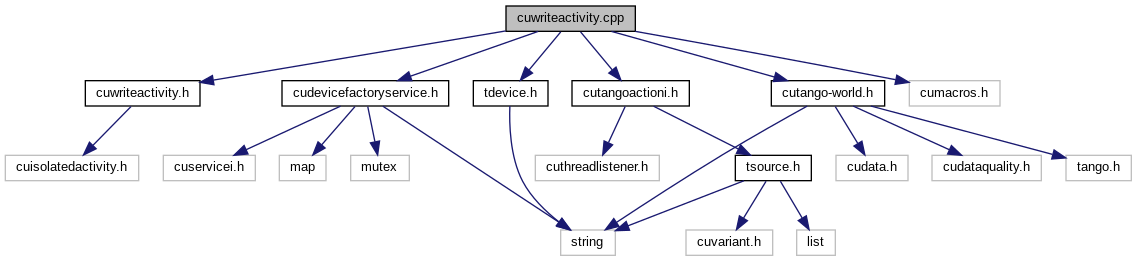 cuwriteactivity.cpp
cuwriteactivity.h
cudevicefactoryservice.h
tdevice.h
cutangoactioni.h
cutango-world.h
cumacros.h
cuisolatedactivity.h
cuservicei.h
map
mutex
cuthreadlistener.h
tsource.h
cudata.h
cudataquality.h
tango.h
string
cuvariant.h
list